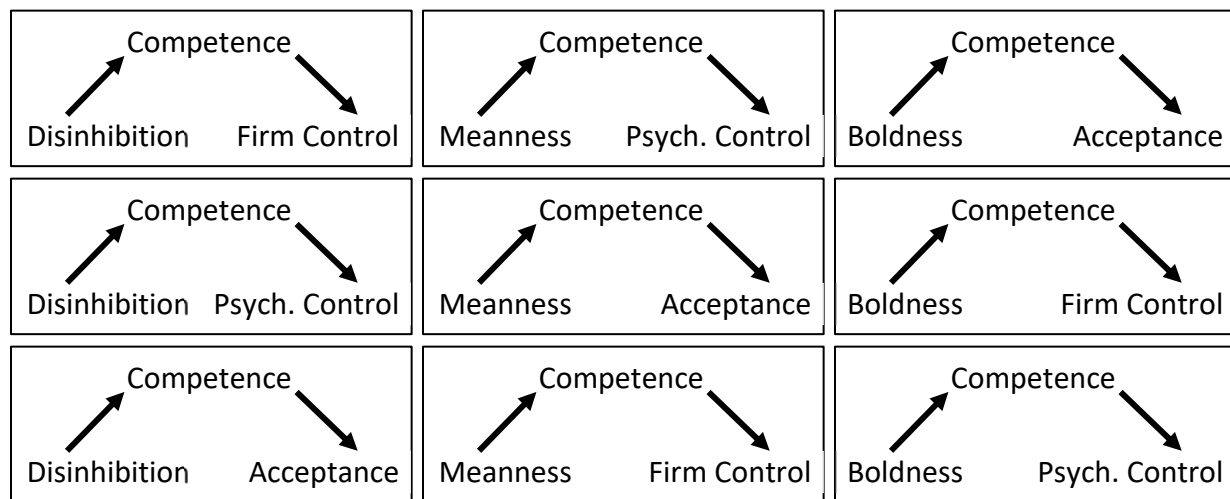 Competence Competence Competence
Disinhibition Firm Control Meanness Psych. Control Boldness Acceptance
Competence Competence Competence
Disinhibition Psych. Control Meanness Acceptance Boldness Firm Control
Competence Competence Competence
Disinhibition Acceptance Meanness Firm Control Boldness Psych. Control